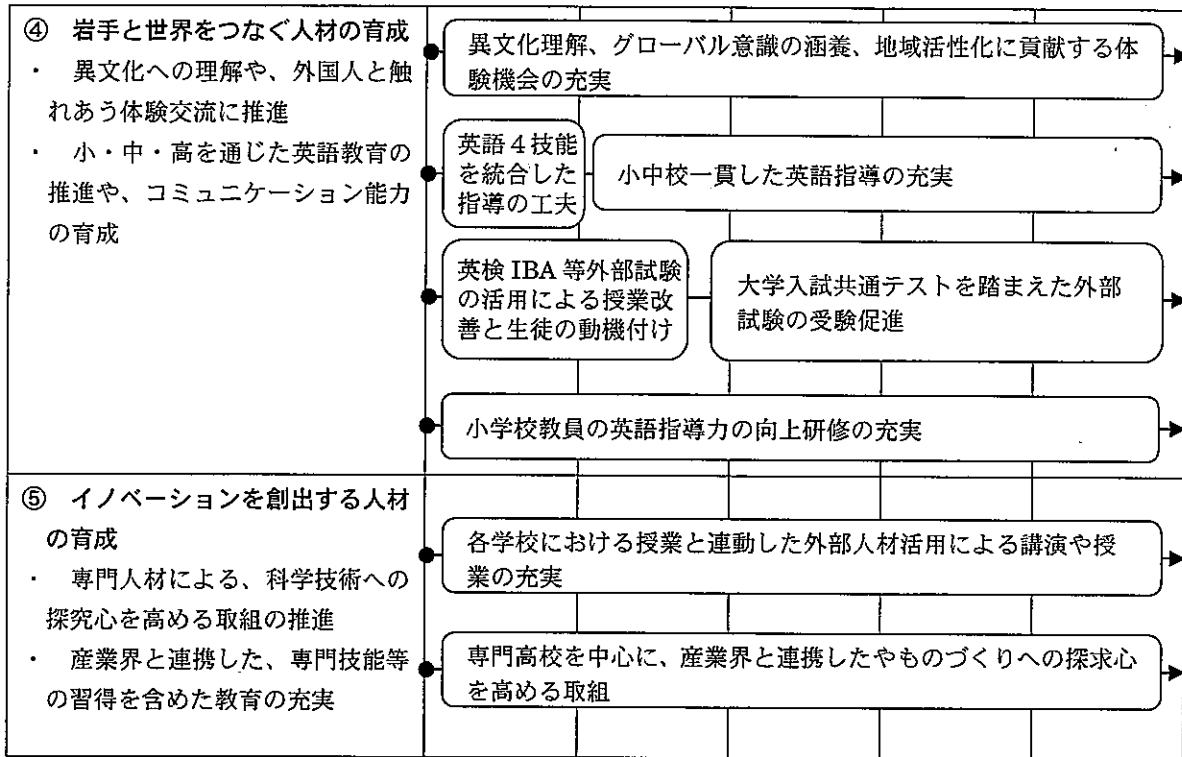 ④　岩手と世界をつなぐ人材の育成
・　異文化への理解や、外国人と触
れあう体験交流に推進
・　小・中・高を通じた英語教育の
推進や、コミュニケーション能力
の育成
異文化理解、グローバル意識の涵養、地域活性化に貢献する体
験機会の充実
英語４技能
を統合した
指導の工夫
小中校一貫した英語指導の充実
英検 IBA 等外部試験
の活用による授業改
善と生徒の動機付け
大学入試共通テストを踏まえた外部
試験の受験促進
小学校教員の英語指導力の向上研修の充実
⑤　イノベーションを創出する人材
の育成
・　専門人材による、科学技術への
探究心を高める取組の推進
・　産業界と連携した、専門技能等
の習得を含めた教育の充実
各学校における授業と連動した外部人材活用による講演や授
業の充実
専門高校を中心に、産業界と連携したやものづくりへの探求心
を高める取組